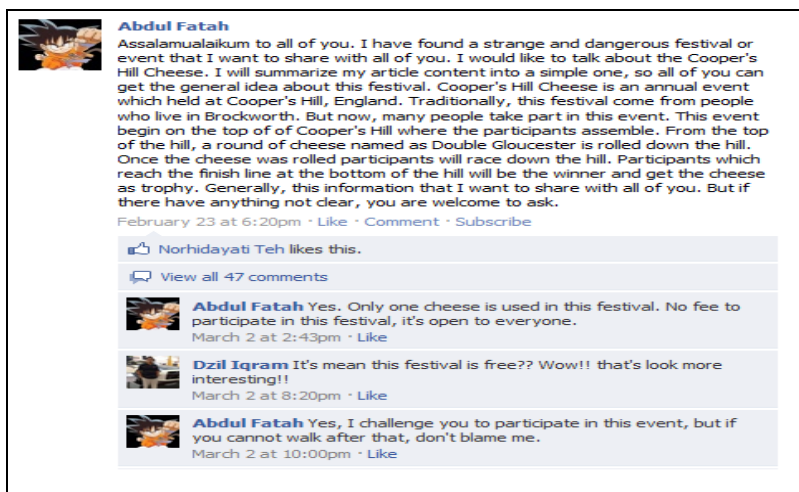 Abdul Fatah
Assalamualaikum to all of you. I have found a strange and dangerous festival or
event that I want to share with all of you. I would like to talk about the Cooper's
Hill Cheese. I will summarize my article content into a simple one, so all of you can
get the general idea about this festival. Cooper's Hill Cheese is an annual event
which held at Cooper's Hill, England. Traditionally, this festival come from people
who live in Brockworth. But now, many people take part in this event. This event
begin on the top of of Cooper's Hill where the participants assemble. From the top
of the hill, a round of cheese named as Double Gloucester is rolled down the hill.
Once the cheese was rolled participants will race down the hill. Participants which
reach the finish line at the bottom of the hill will be the winner and get the cheese
as trophy. Generally, this information that I want to share with all of you. But if
there have anything not clear, you are welcome to ask.
February 23 at 6:20pm · Like · Comment · Subscribe
Norhidayati Teh likes this.
View all 47 comments
Abdul Fatah Yes. Only one cheese is used in this festival. No fee to
participate in this festival, it's open to everyone.
March 2 at 2:43pm · Like
Dzil Iqram It's mean this festival is free?? Wow!! that's look more
interesting!!
March 2 at 8:20pm · Like
Abdul Fatah Yes, I challenge you to participate in this event, but if
you cannot walk after that, don't blame me.
March 2 at 10:00pm · Like